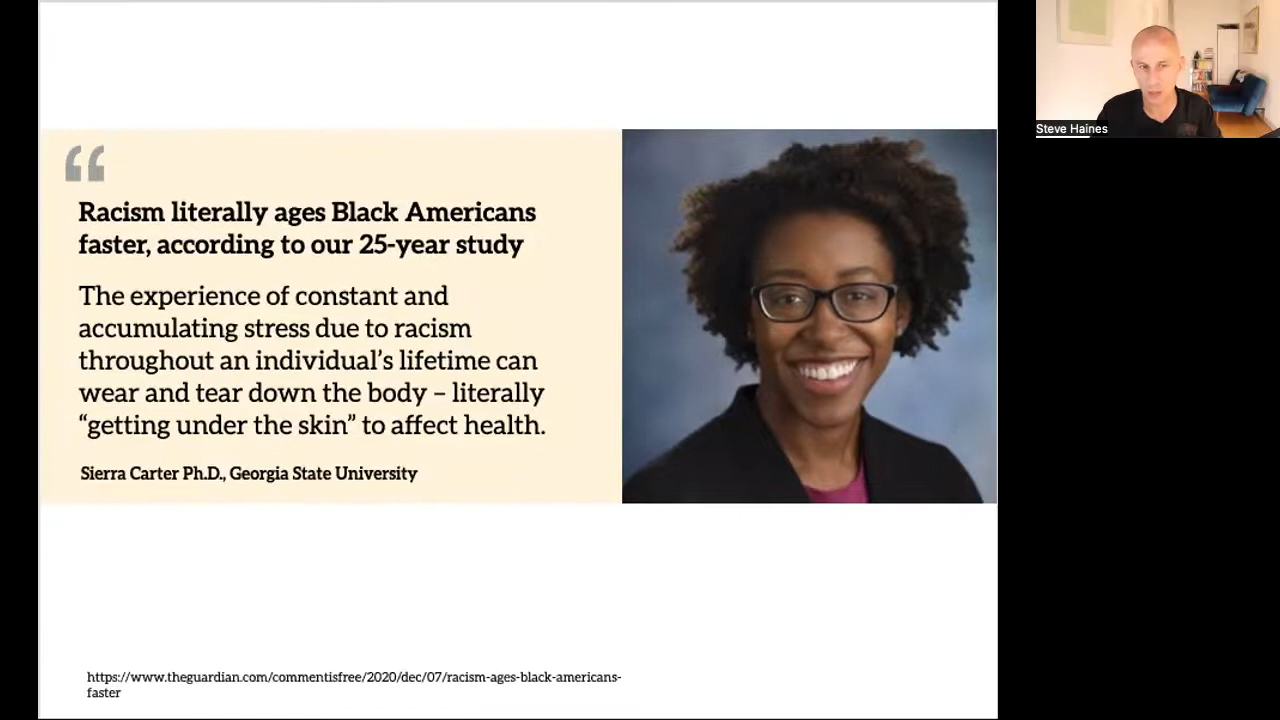 “
Racism literally ages Black Americans
faster, according to our 25-year study
The experience of constant and
accumulating stress due to racism
throughout an individual’s lifetime can
wear and tear down the body – literally
“getting under the skin” to affect health.
Sierra Carter Ph.D., Georgia State University
https://www.theguardian.com/commentisfree/2020/dec/07/racism-ages-black-americans-
faster
Steve Haines